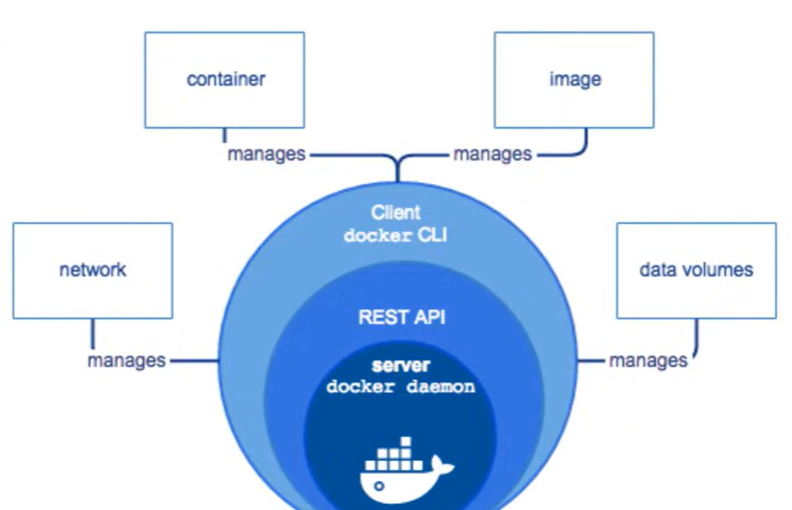 container
image
manages
manages
Client
docker CLI
network
data volumes
REST API
manages
manages
server
docker daemon